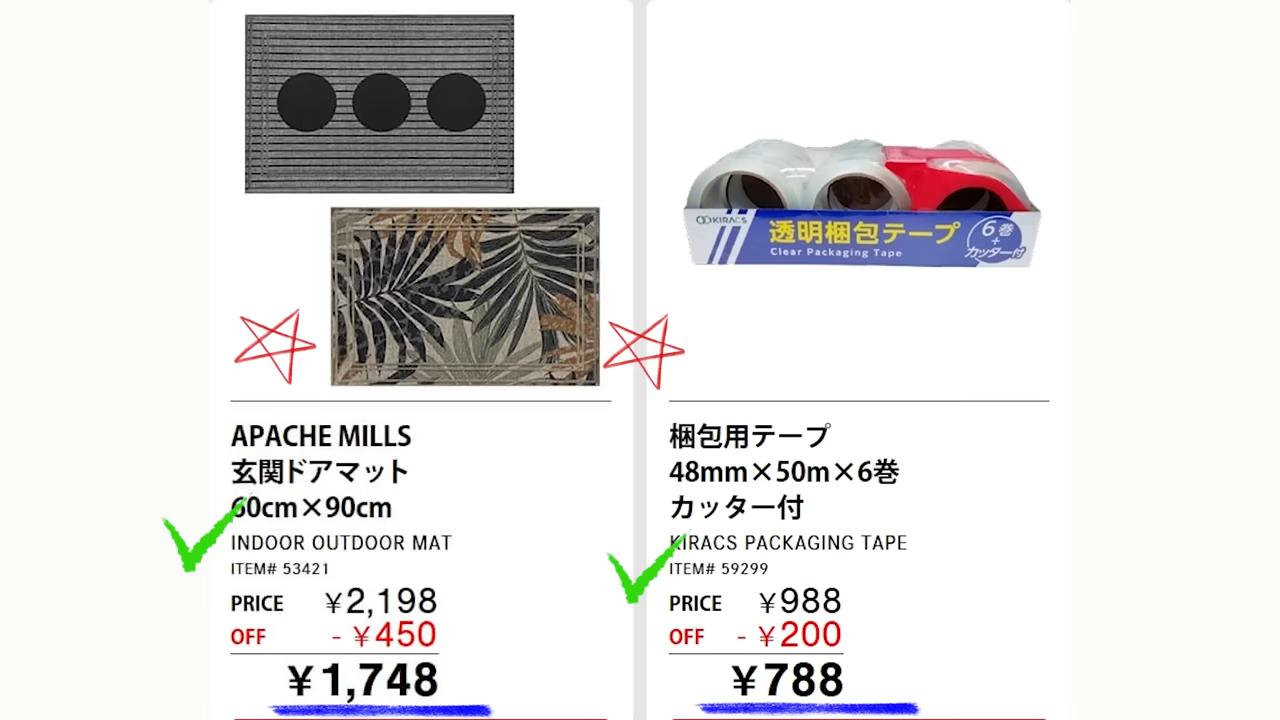 KIRACS
透明梱包テープ
Clear Packaging Tape
6巻
+
カッター付
APACHE MILLS
玄関ドアマット
60cm×90cm
INDOOR OUTDOOR MAT
ITEM# 53421
PRICE ¥2,198
OFF - ¥450
¥1,748
梱包用テープ
48mm×50m×6巻
カッター付
KIRACS PACKAGING TAPE
ITEM# 59299
PRICE ¥988
OFF - ¥200
¥788